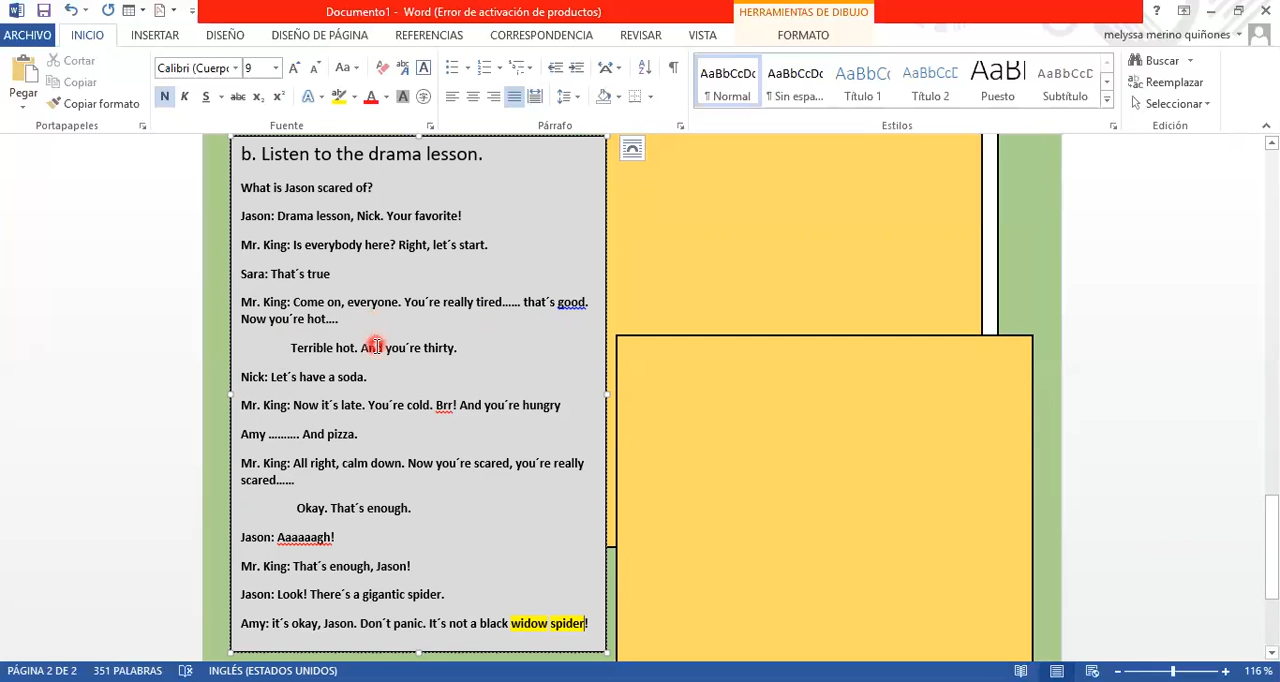 Documento1 - Word (Error de activación de productos)
HERRAMIENTAS DE DIBUJO
ARCHIVO INICIO INSERTAR DISEÑO DISEÑO DE PÁGINA REFERENCIAS CORRESPONDENCIA REVISAR VISTA FORMATO melyssa merino quiñones
Pegar
Cortar
Copiar
Copiar formato
Portapapeles
Calibri (Cuerpo 9
Fuente
Párrafo
AaBbCcDc AaBbCcDc AaBbCc AaBbCcD AaBl AaBbCcD
¶ Normal ¶ Sin espa... Título 1 Título 2 Puesto Subtítulo
Estilos
Buscar
Reemplazar
Seleccionar
Edición
b. Listen to the drama lesson.
What is Jason scared of?
Jason: Drama lesson, Nick. Your favorite!
Mr. King: Is everybody here? Right, let´s start.
Sara: That´s true
Mr. King: Come on, everyone. You´re really tired…… that´s good.
Now you´re hot….
Terrible hot. And you´re thirty.
Nick: Let´s have a soda.
Mr. King: Now it´s late. You´re cold. Brr! And you´re hungry
Amy ………. And pizza.
Mr. King: All right, calm down. Now you´re scared, you´re really
scared……
Okay. That´s enough.
Jason: Aaaaaagh!
Mr. King: That´s enough, Jason!
Jason: Look! There´s a gigantic spider.
Amy: it´s okay, Jason. Don´t panic. It´s not a black widow spider!
PÁGINA 2 DE 2 351 PALABRAS INGLÉS (ESTADOS UNIDOS) 116 %